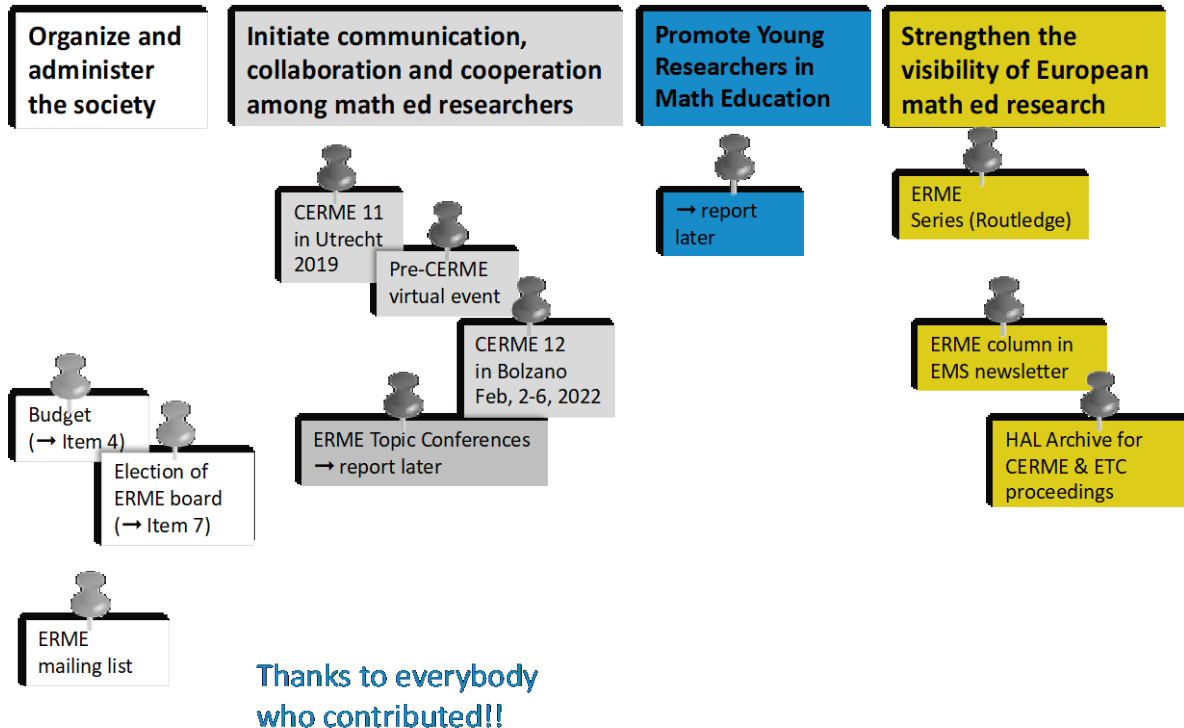 Organize and
administer
the society
Initiate communication,
collaboration and cooperation
among math ed researchers
Promote Young
Researchers in
Math Education
Strengthen the
visibility of European
math ed research
CERME 11
in Utrecht
2019
Pre-CERME
virtual event
CERME 12
in Bolzano
Feb, 2-6, 2022
ERME Topic Conferences
→ report later
→ report
later
ERME
Series (Routledge)
ERME column in
EMS newsletter
HAL Archive for
CERME & ETC
proceedings
Budget
(→ Item 4)
Election of
ERME board
(→ Item 7)
ERME
mailing list
Thanks to everybody
who contributed!!